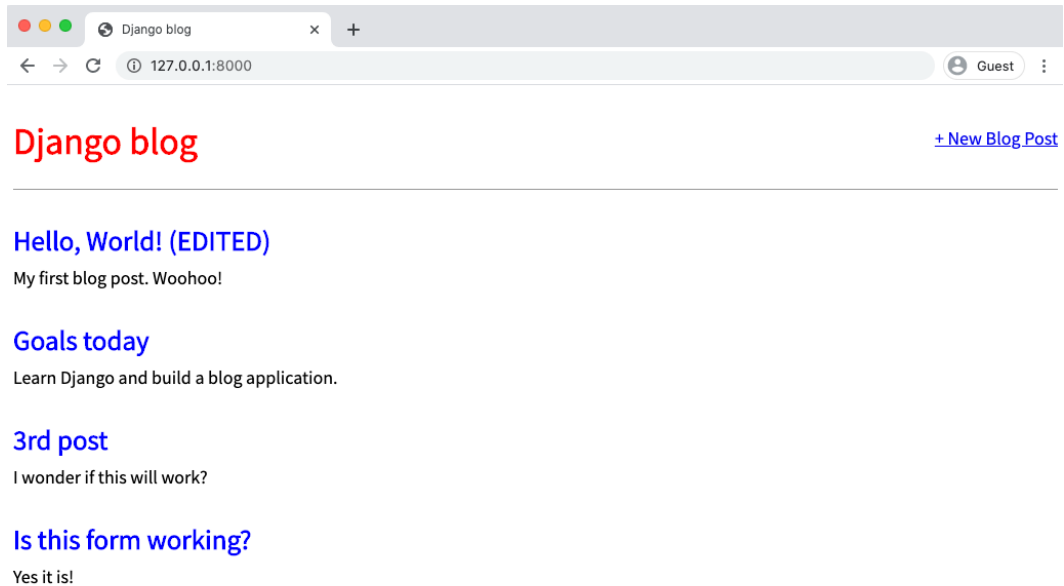 Django blog
127.0.0.1:8000
Guest
Django blog
+ New Blog Post
Hello, World! (EDITED)
My first blog post. Woohoo!
Goals today
Learn Django and build a blog application.
3rd post
I wonder if this will work?
Is this form working?
Yes it is!